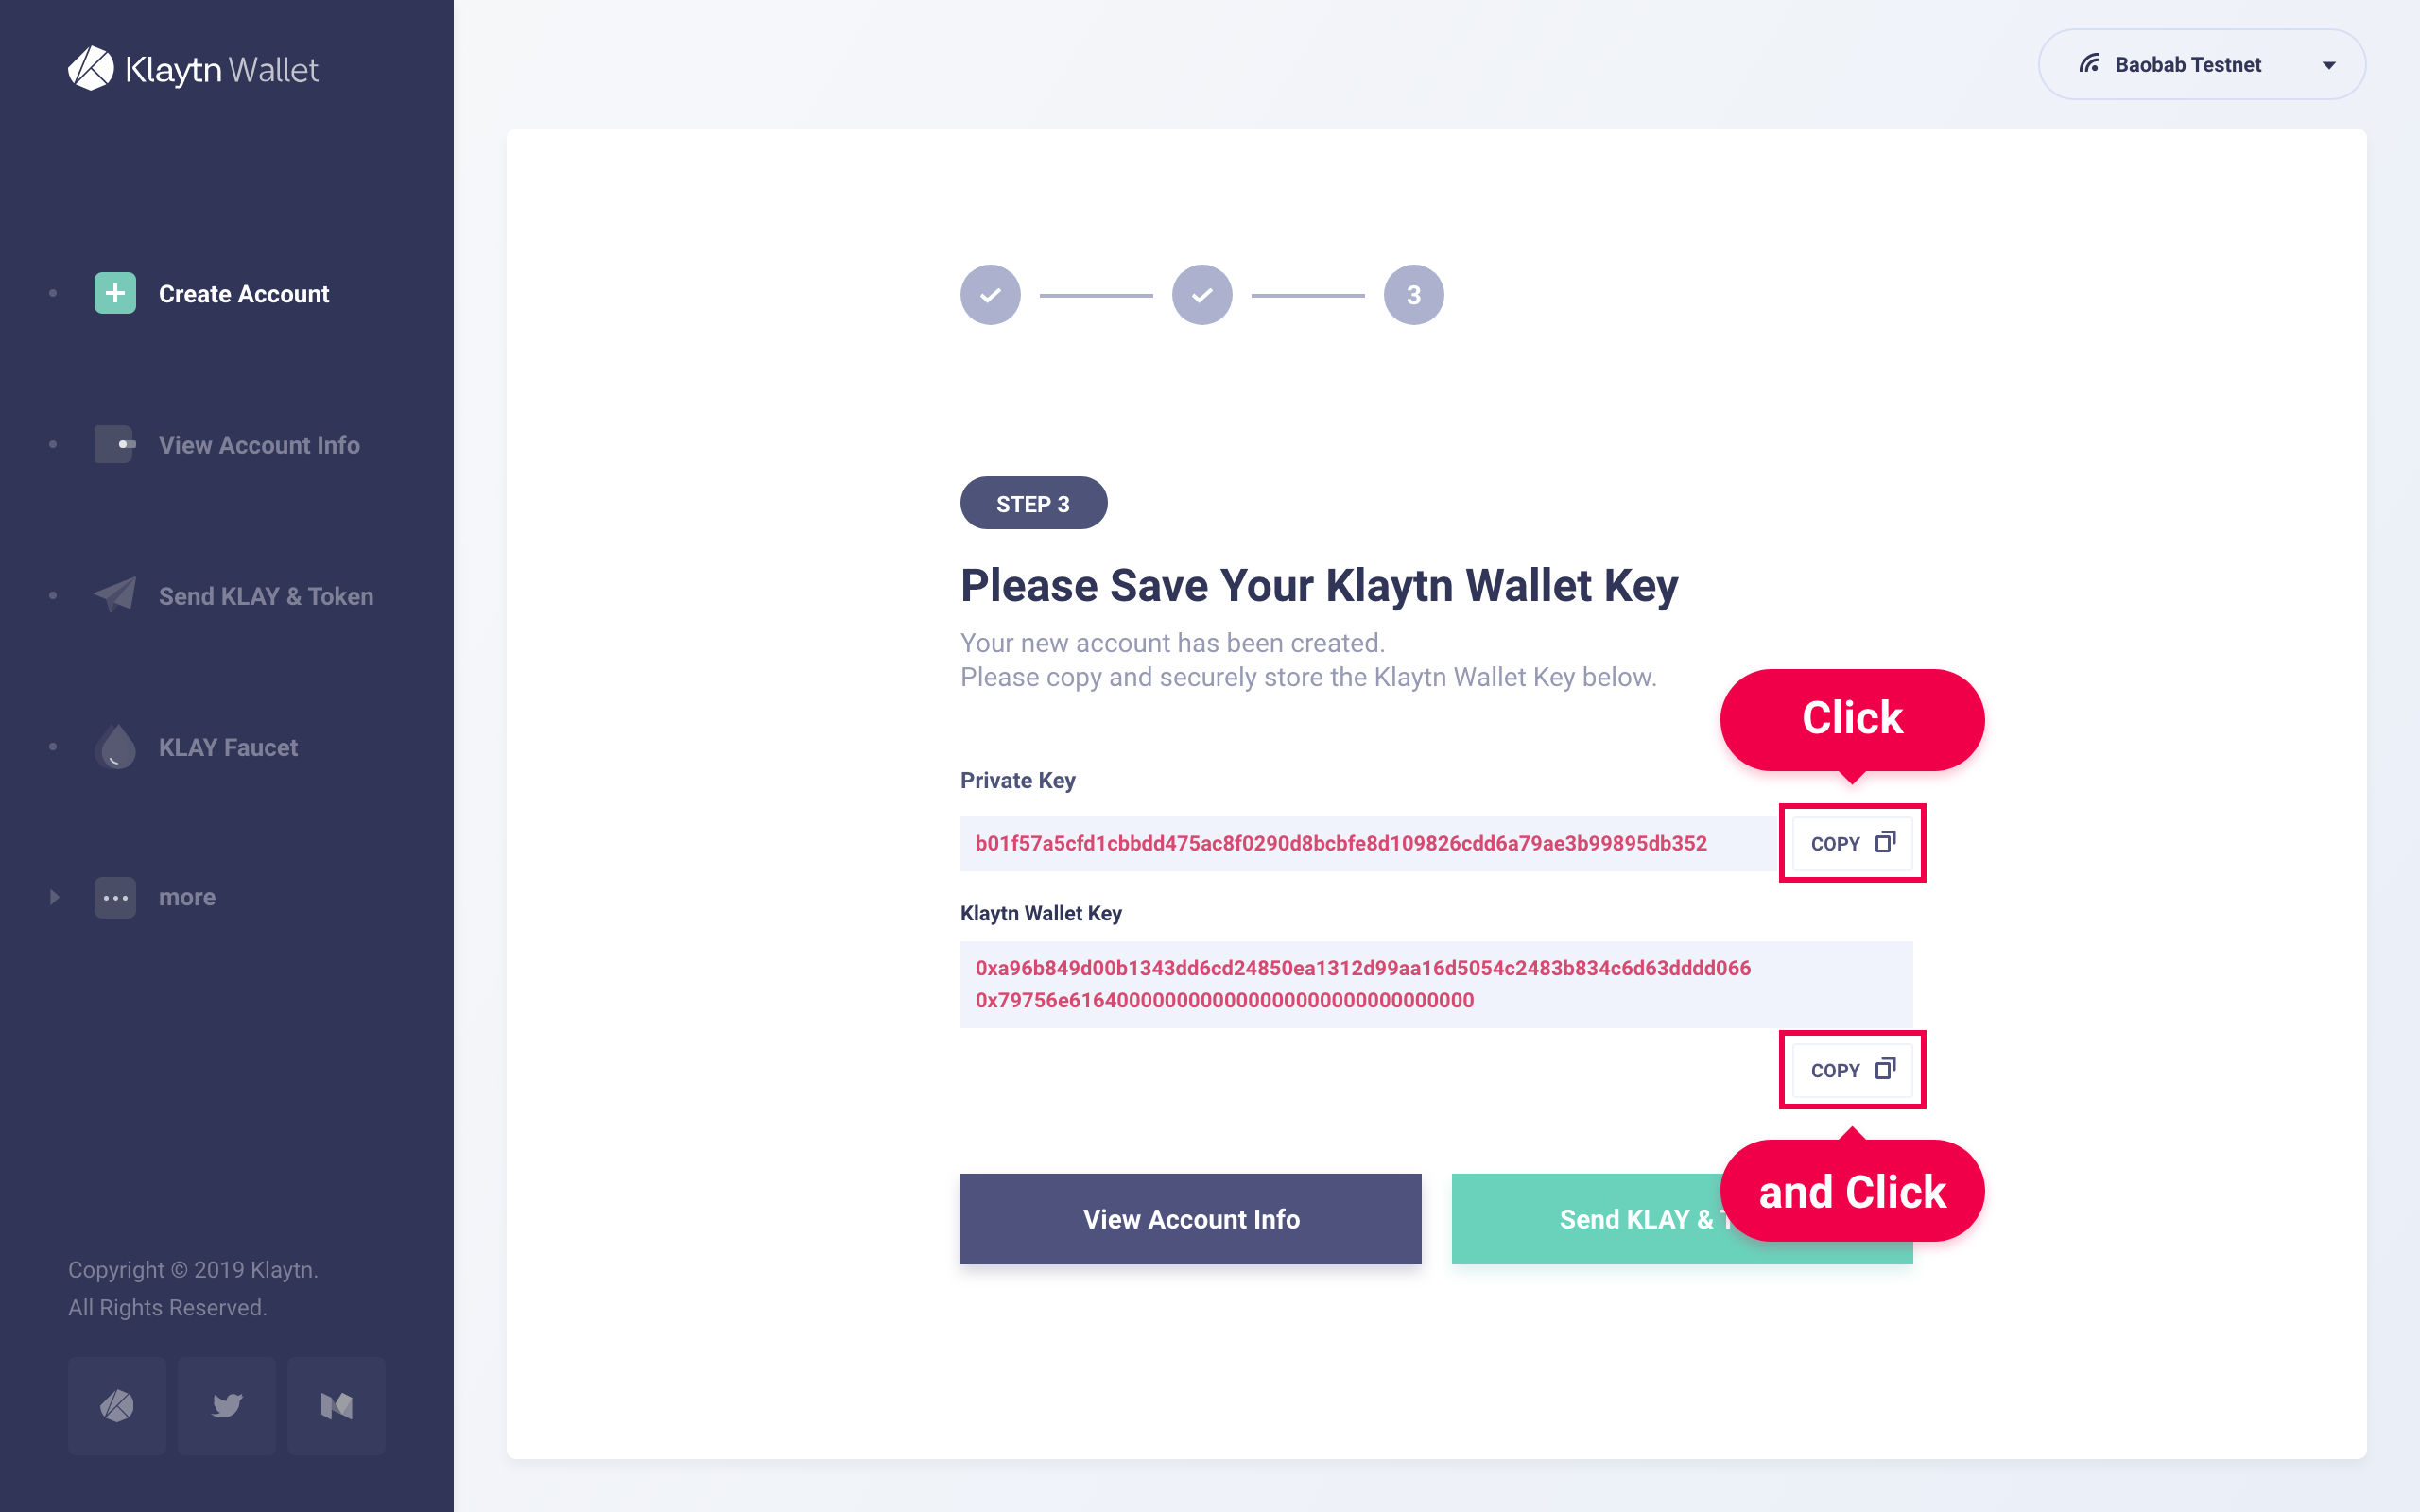 Klaytn Wallet
Baobab Testnet
Create Account
View Account Info
Send KLAY & Token
KLAY Faucet
more
Copyright © 2019 Klaytn.
All Rights Reserved.
3
STEP 3
Please Save Your Klaytn Wallet Key
Your new account has been created.
Please copy and securely store the Klaytn Wallet Key below.
Click
Private Key
b01f57a5cfd1cbbdd475ac8f0290d8bcbfe8d109826cdd6a79ae3b99895db352
COPY
Klaytn Wallet Key
0xa96b849d00b1343dd6cd24850ea1312d99aa16d5054c2483b834c6d63dddd066
0x79756e6164000000000000000000000000000000
COPY
View Account Info
Send KLAY &
and Click